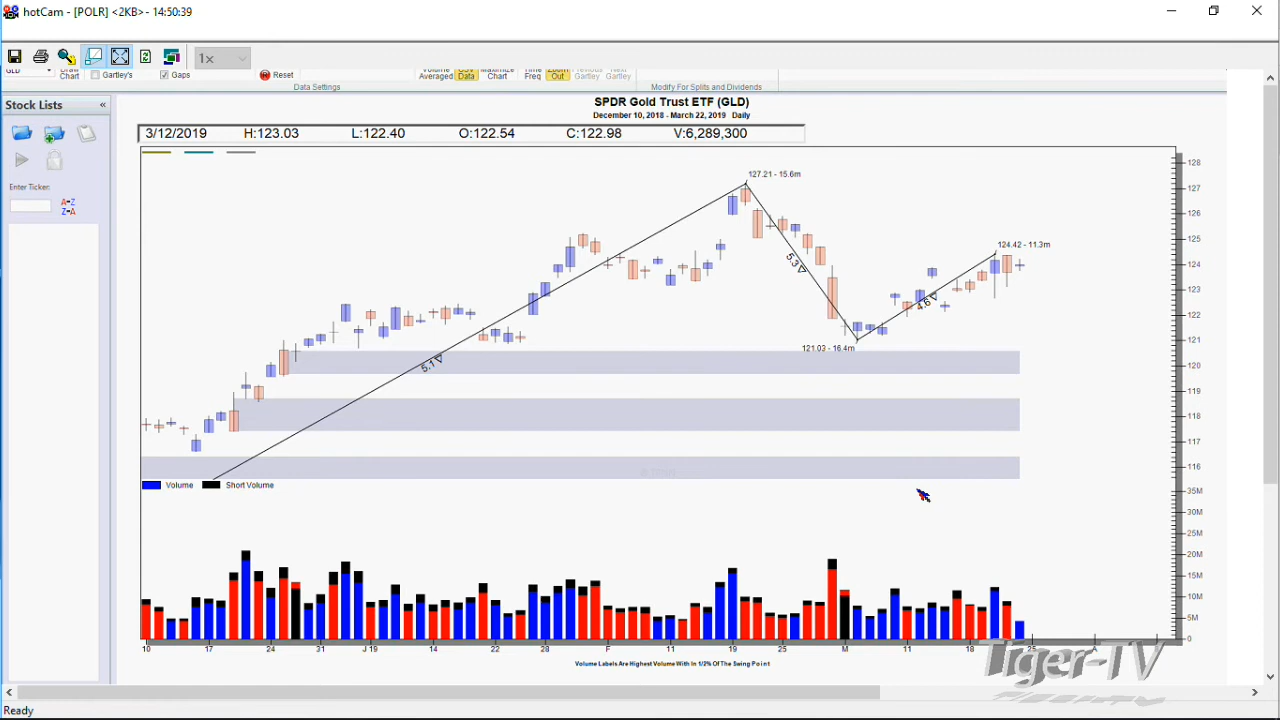 hotCam - [POLR] <2KB> - 14:50:39
1x
GLD
Draw Chart
Gartley's
Gaps
Reset
Volume Averaged
Data
Maximize Chart
Time Freq
Zoom Out
Previous Gartley
Next Gartley
Data Settings
Modify For Splits and Dividends
Stock Lists
«
Enter Ticker:
A→Z
Z→A
SPDR Gold Trust ETF (GLD)
December 10, 2018 - March 22, 2019 Daily
3/12/2019 H:123.03 L:122.40 O:122.54 C:122.98 V:6,289,300
127.21 - 15.6m
124.42 - 11.3m
121.03 - 16.4m
5.1
5.3
4.6
128
127
126
125
124
123
122
121
120
119
118
117
116
Volume
Short Volume
35M
30M
25M
20M
15M
10M
5M
0
10 17 24 31 J 19 14 22 28 F 11 19 25 M 11 18 25 A
Volume Labels Are Highest Volume With In 1/2% Of The Swing Point
Tiger-TV
Ready